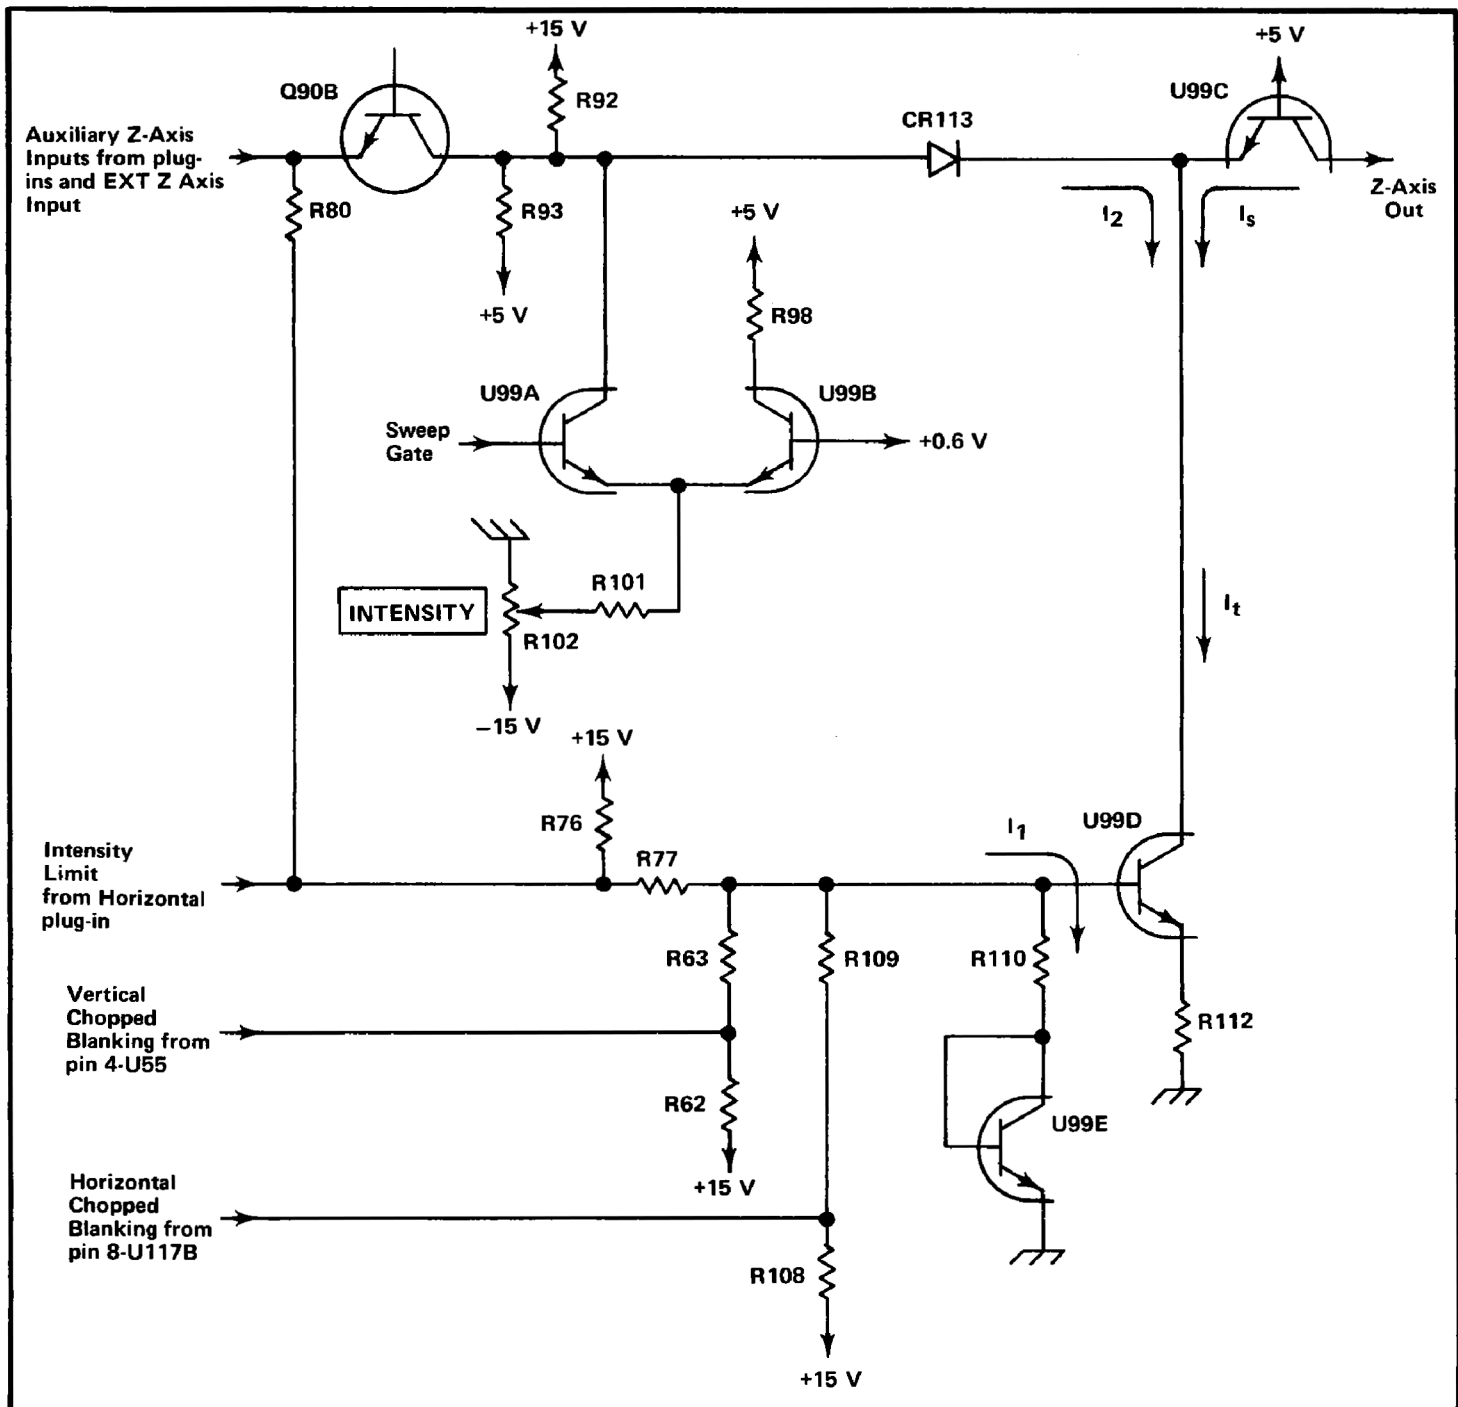 +15 V
+5 V
Q90B
R92
U99C
CR113
Auxiliary Z-Axis
Inputs from plug-
ins and EXT Z Axis
Input
R80
R93
+5 V
Z-Axis
Out
I2
Is
+5 V
R98
U99A
U99B
Sweep
Gate
+0.6 V
R101
INTENSITY
R102
It
−15 V
+15 V
R76
I1
U99D
Intensity
Limit
from Horizontal
plug-in
R77
R63
R109
R110
Vertical
Chopped
Blanking from
pin 4-U55
R112
R62
U99E
+15 V
Horizontal
Chopped
Blanking from
pin 8-U117B
R108
+15 V